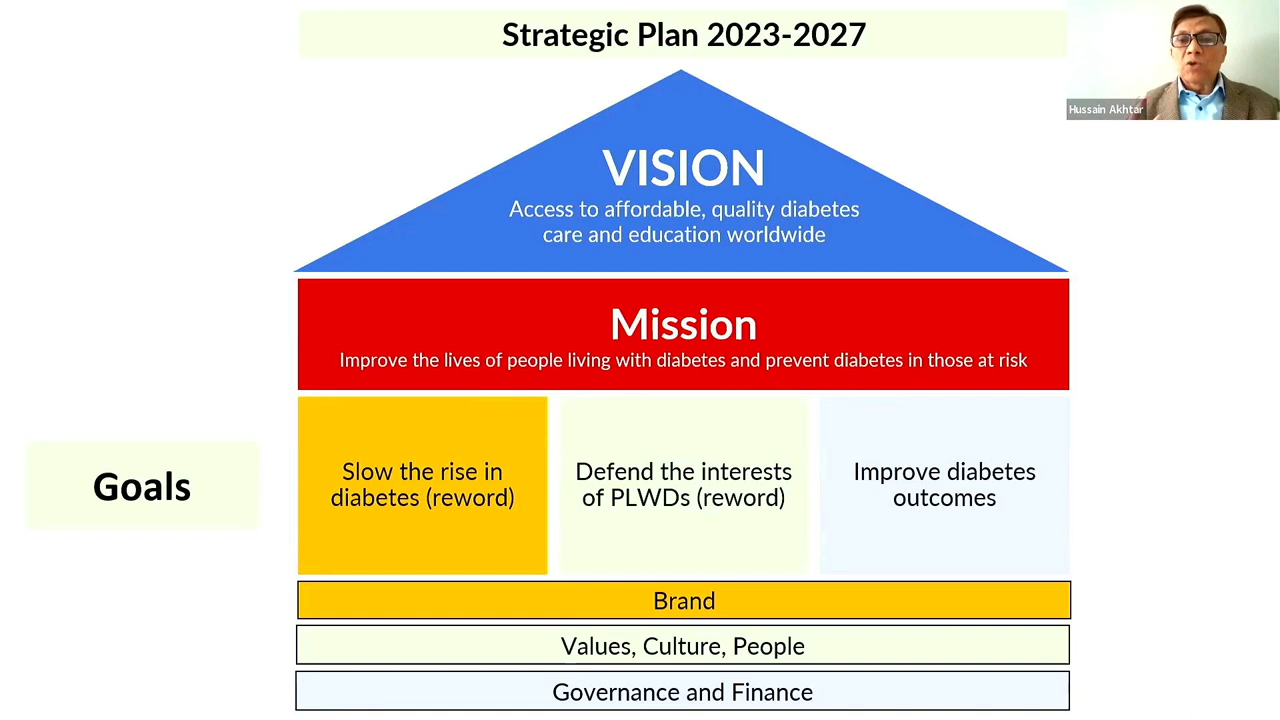 Strategic Plan 2023-2027
Hussain Akhtar
VISION
Access to affordable, quality diabetes
care and education worldwide
Mission
Improve the lives of people living with diabetes and prevent diabetes in those at risk
Goals
Slow the rise in
diabetes (reword)
Defend the interests
of PLWDs (reword)
Improve diabetes
outcomes
Brand
Values, Culture, People
Governance and Finance